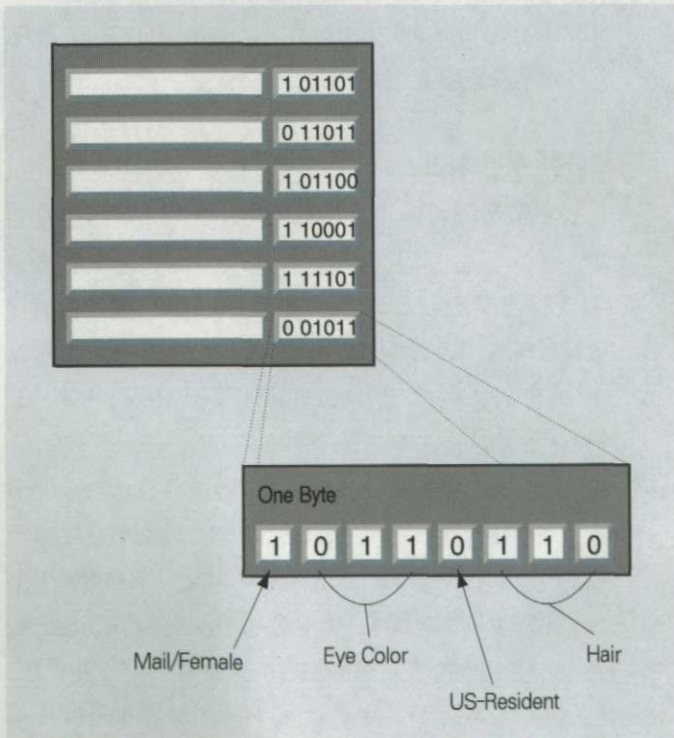 1 01101
0 11011
1 01100
1 10001
1 11101
0 01011
One Byte
1 0 1 1 0 1 1 0
Mail/Female
Eye Color
Hair
US-Resident